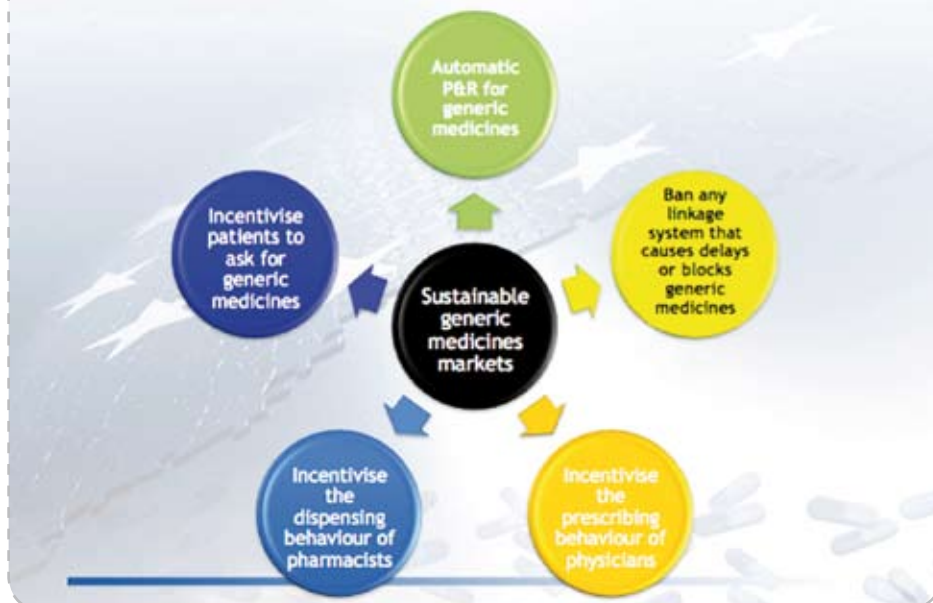 Automatic
P&R for
generic
medicines
Incentivise
patients to
ask for
generic
medicines
Ban any
linkage
system that
causes delays
or blocks
generic
medicines
Sustainable
generic
medicines
markets
Incentivise
the
dispensing
behaviour of
pharmacists
Incentivise
the
prescribing
behaviour of
physicians